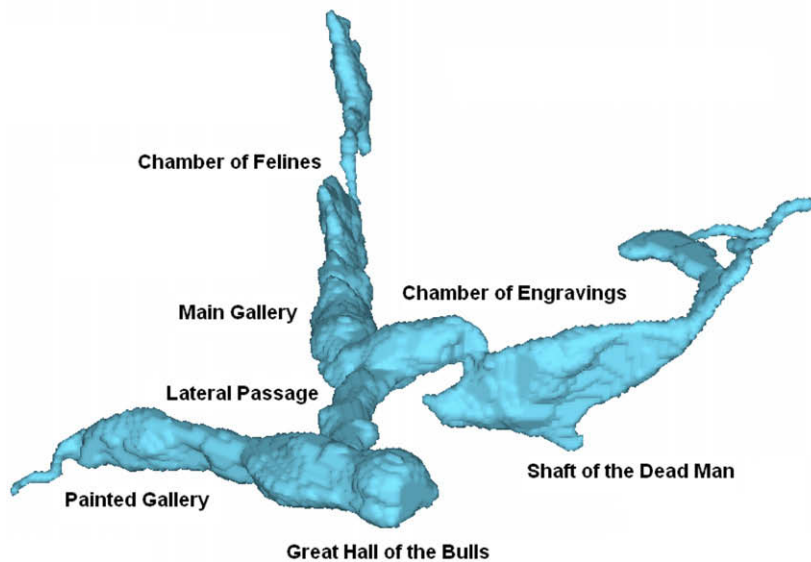 Chamber of Felines
Chamber of Engravings
Main Gallery
Lateral Passage
Shaft of the Dead Man
Painted Gallery
Great Hall of the Bulls